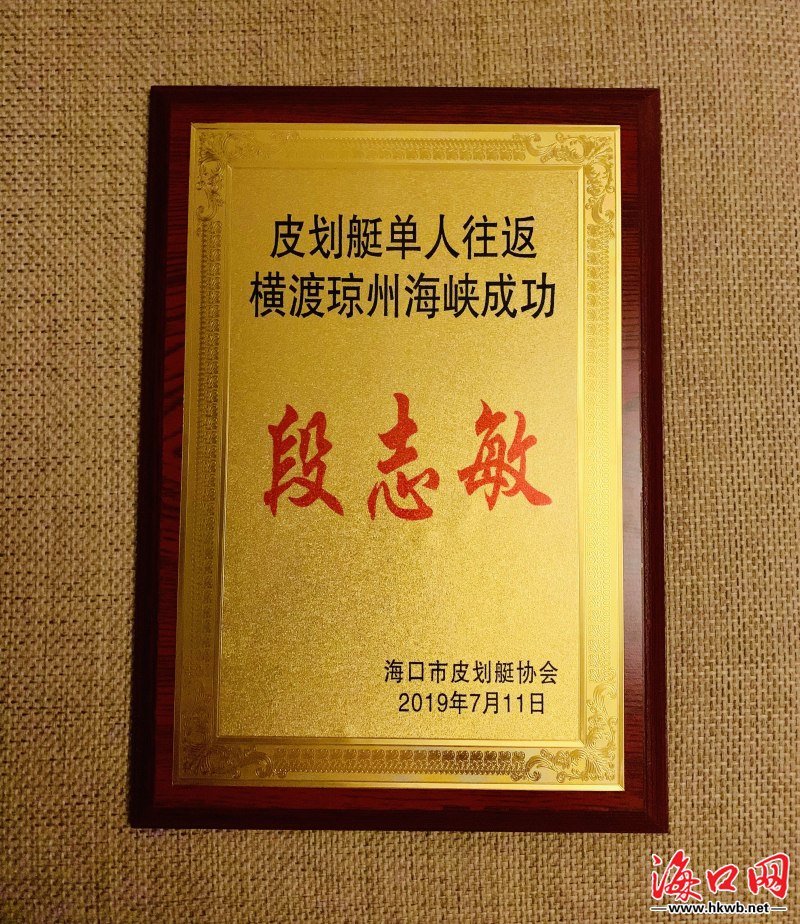 皮划艇单人往返
横渡琼州海峡成功
段志敏
海口市皮划艇协会
2019年7月11日
海口网
www.hkwb.net